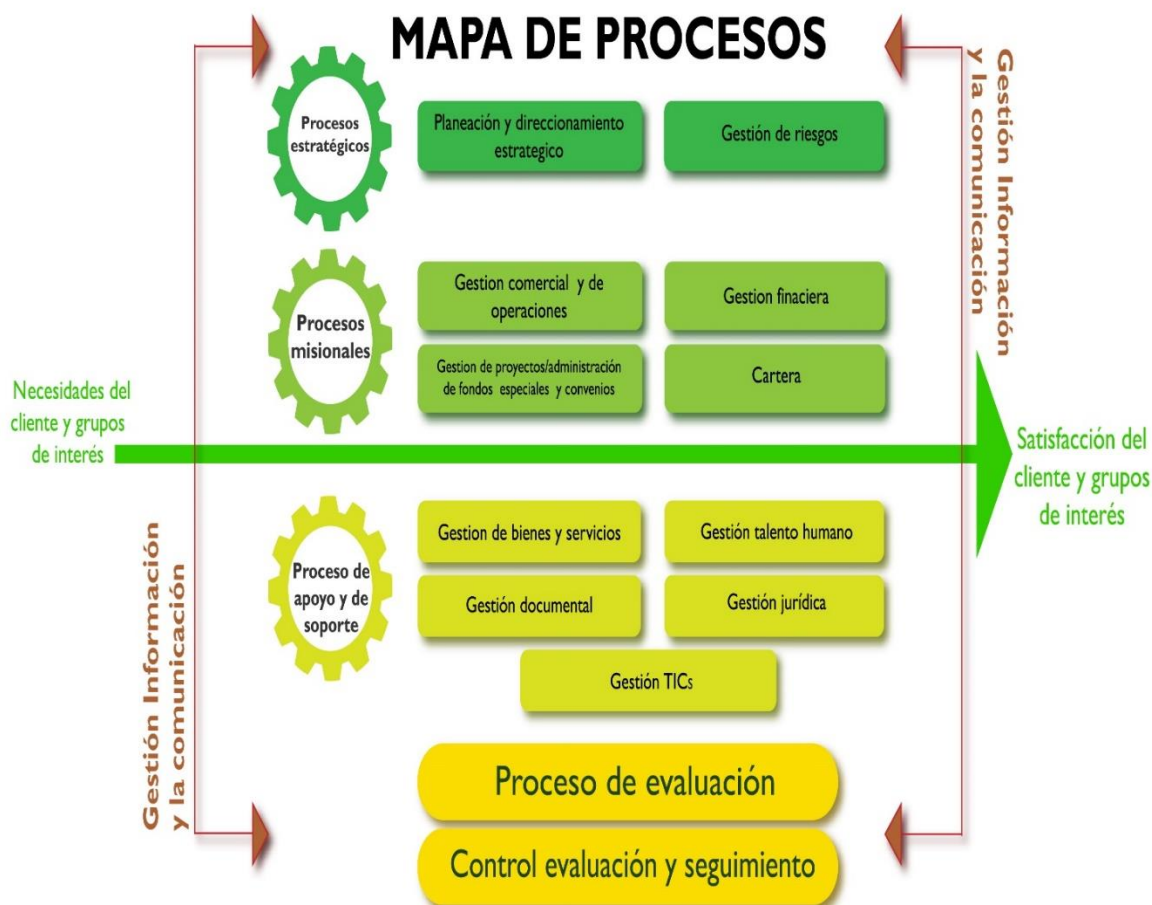 MAPA DE PROCESOS
Gestión Información
y la comunicación
Procesos
estratégicos
Planeación y direccionamiento
estrategico
Gestión de riesgos
Procesos
misionales
Gestion comercial y de
operaciones
Gestion finaciera
Gestion de proyectos/administración
de fondos especiales y convenios
Cartera
Necesidades del
cliente y grupos
de interés
Satisfacción del
cliente y grupos
de interés
Proceso de
apoyo y de
soporte
Gestion de bienes y servicios
Gestión talento humano
Gestión documental
Gestión jurídica
Gestión TICs
Gestión Información
y la comunicación
Proceso de evaluación
Control evaluación y seguimiento